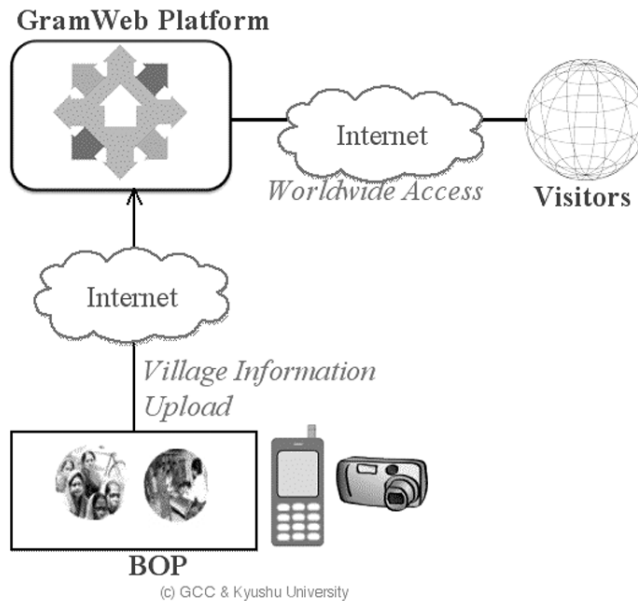 GramWeb Platform
Internet
Worldwide Access
Visitors
Internet
Village Information
Upload
BOP
(c) GCC & Kyushu University